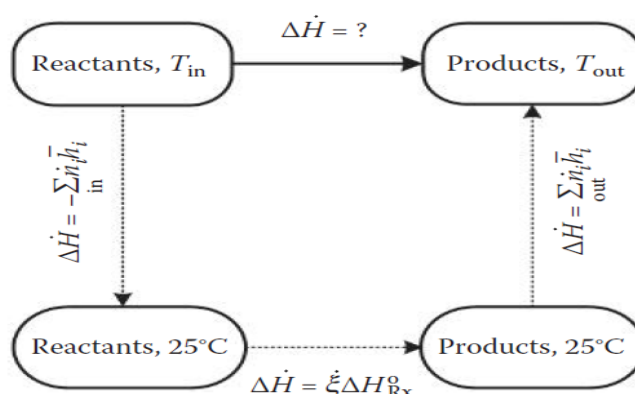 ΔḢ = ?
Reactants, T_in
Products, T_out
ΔḢ = −Σṅ_i h̄_i
in
ΔḢ = Σṅ_i h̄_i
out
Reactants, 25°C
Products, 25°C
ΔḢ = ξ̇ΔH°_Rx